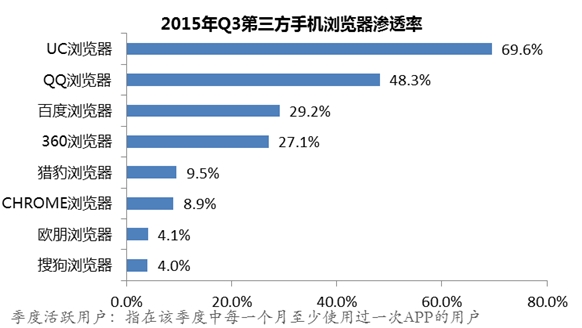 2015年Q3第三方手机浏览器渗透率
UC浏览器 69.6%
QQ浏览器 48.3%
百度浏览器 29.2%
360浏览器 27.1%
猎豹浏览器 9.5%
CHROME浏览器 8.9%
欧朋浏览器 4.1%
搜狗浏览器 4.0%
0.0% 20.0% 40.0% 60.0% 80.0%
季度活跃用户：指在该季度中每一个月至少使用过一次APP的用户